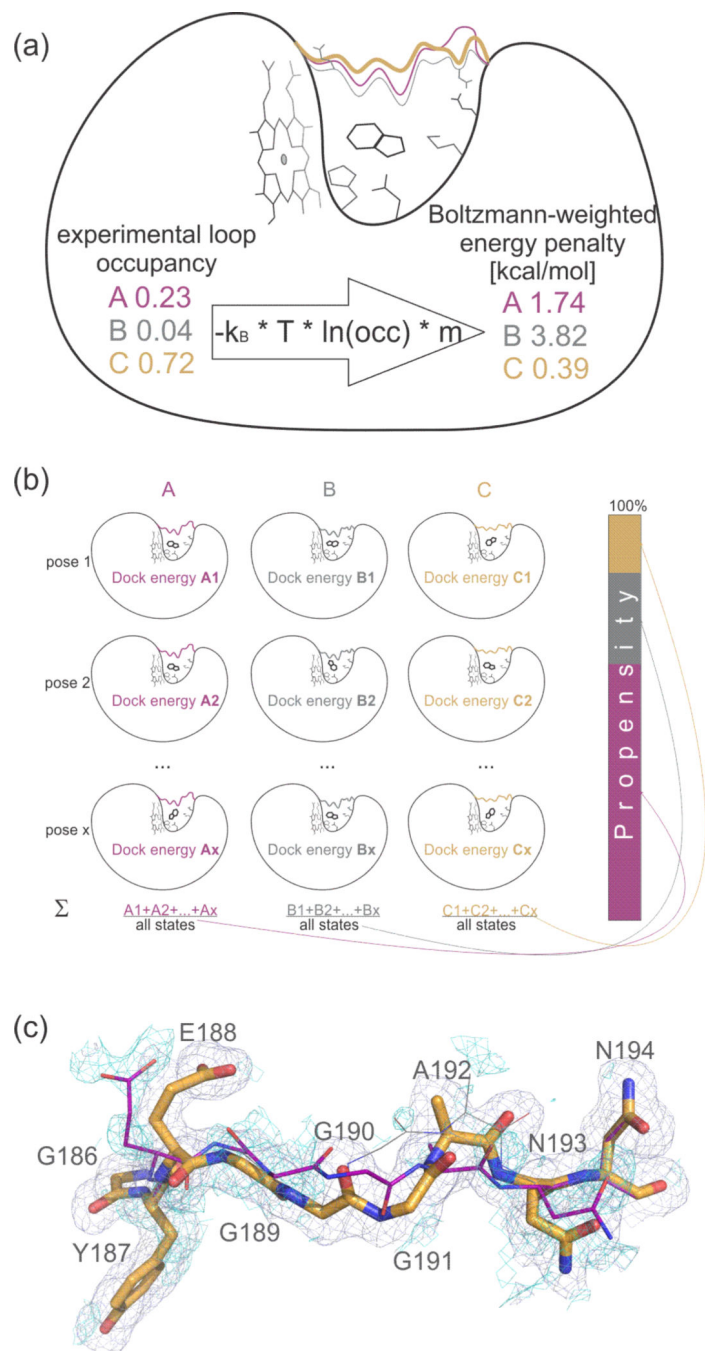 (a)
experimental loop
occupancy
A 0.23
B 0.04
C 0.72
-kB * T * ln(occ) * m
Boltzmann-weighted
energy penalty
[kcal/mol]
A 1.74
B 3.82
C 0.39
(b)
A B C
100%
pose 1
Dock energy A1 Dock energy B1 Dock energy C1
pose 2
Dock energy A2 Dock energy B2 Dock energy C2
... ... ...
pose x
Dock energy Ax Dock energy Bx Dock energy Cx
Σ
A1+A2+...+Ax B1+B2+...+Bx C1+C2+...+Cx
all states all states all states
Propensity
(c)
E188
N194
A192
G190
N193
G186
G189
Y187
G191